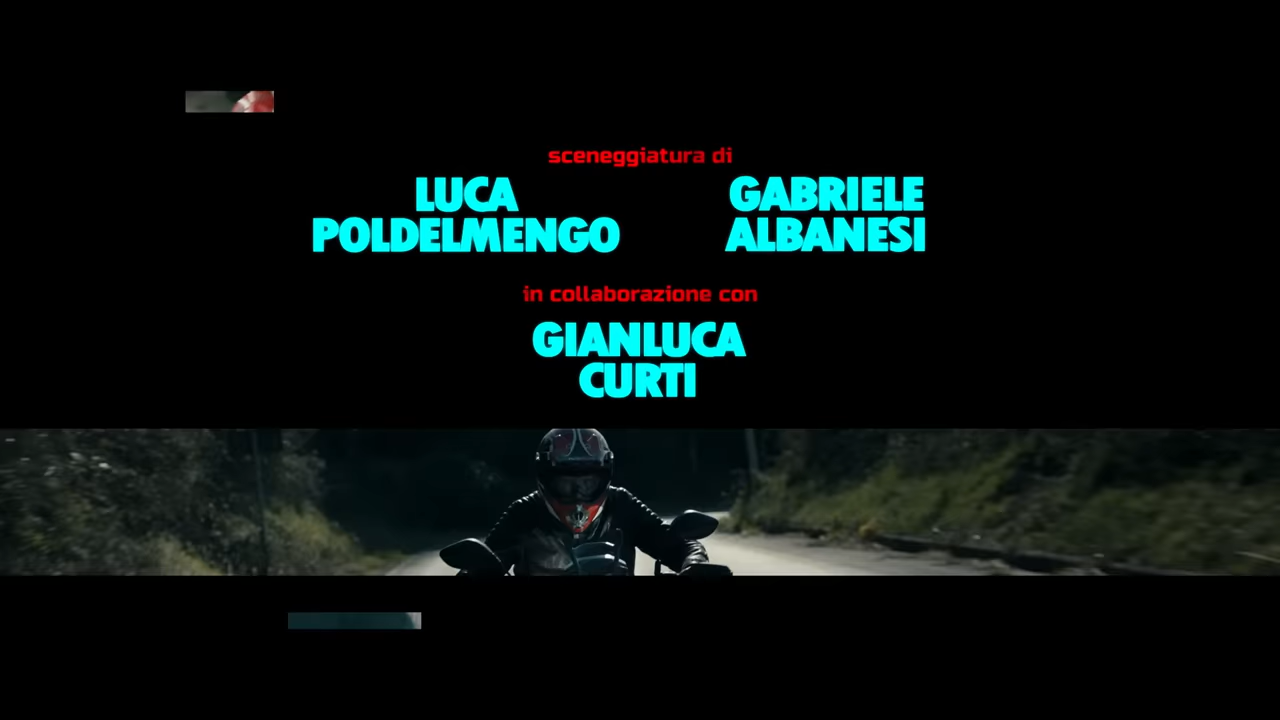 sceneggiatura di
LUCA
POLDELMENGO
GABRIELE
ALBANESI
in collaborazione con
GIANLUCA
CURTI